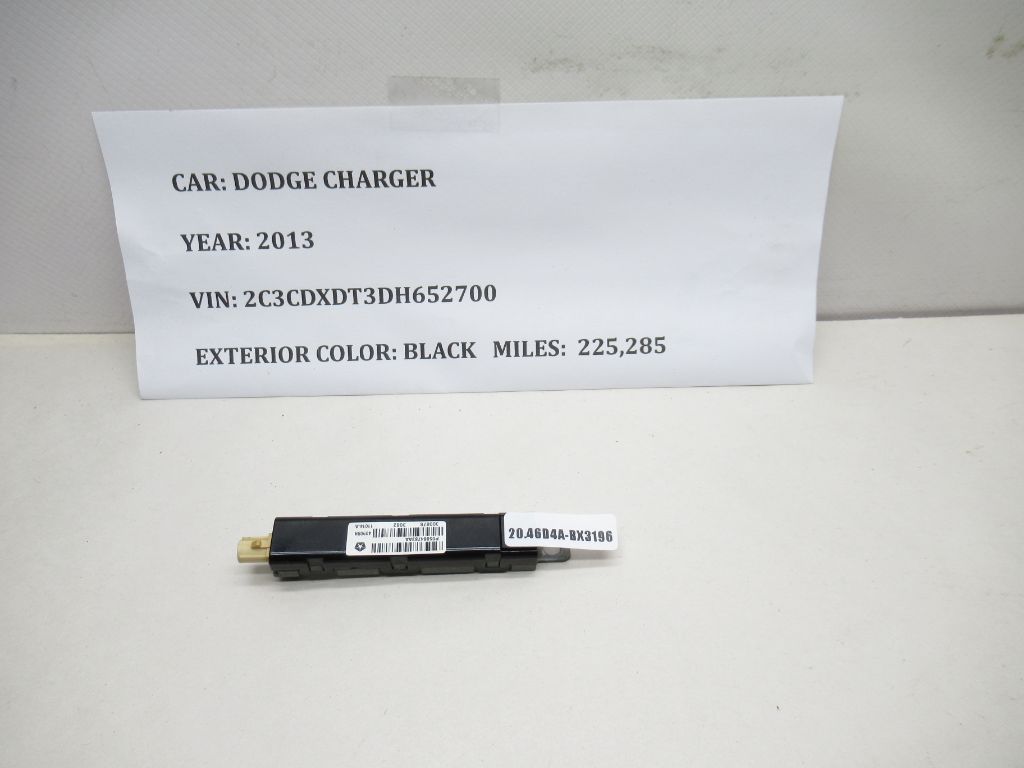 CAR: DODGE CHARGER
YEAR: 2013
VIN: 2C3CDXDT3DH652700
EXTERIOR COLOR: BLACK MILES: 225,285
20.46D4A-BX3196